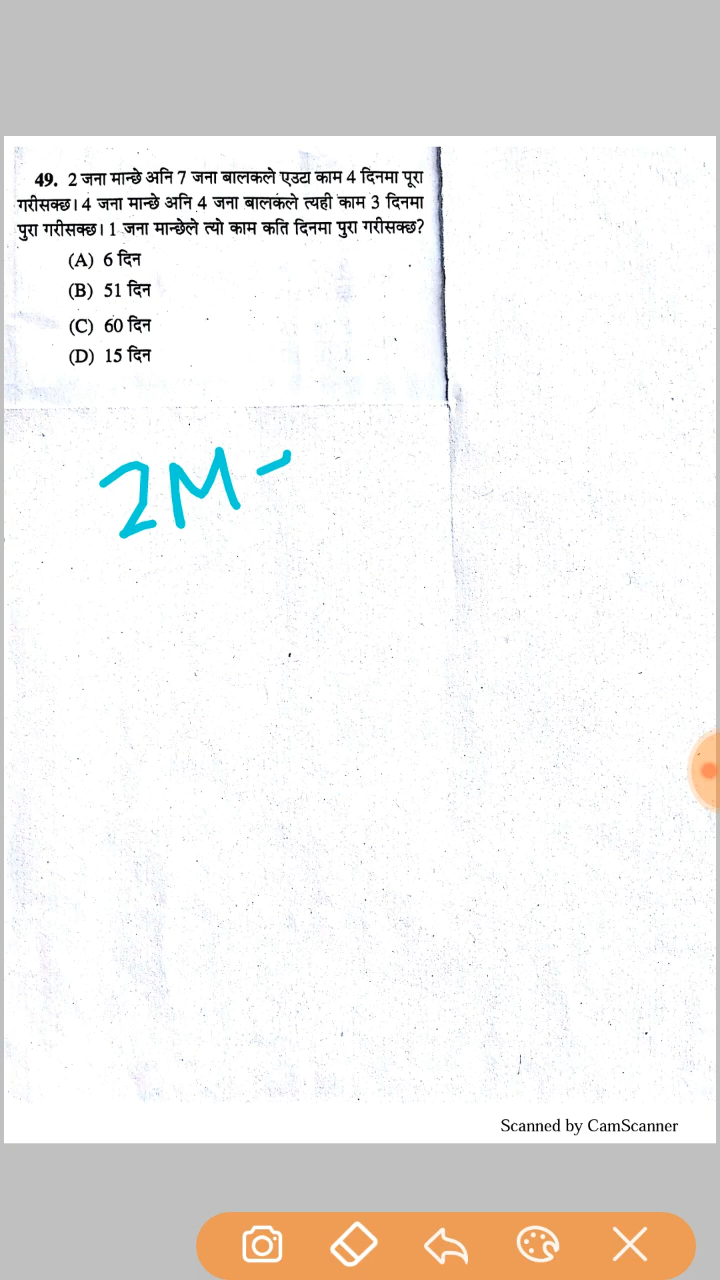 49. 2 जना मान्छे अनि 7 जना बालकले एउटा काम 4 दिनमा पूरा
गरीसक्छ। 4 जना मान्छे अनि 4 जना बालकले त्यही काम 3 दिनमा
पुरा गरीसक्छ। 1 जना मान्छेले त्यो काम कति दिनमा पुरा गरीसक्छ?
(A) 6 दिन
(B) 51 दिन
(C) 60 दिन
(D) 15 दिन
2M -
Scanned by CamScanner